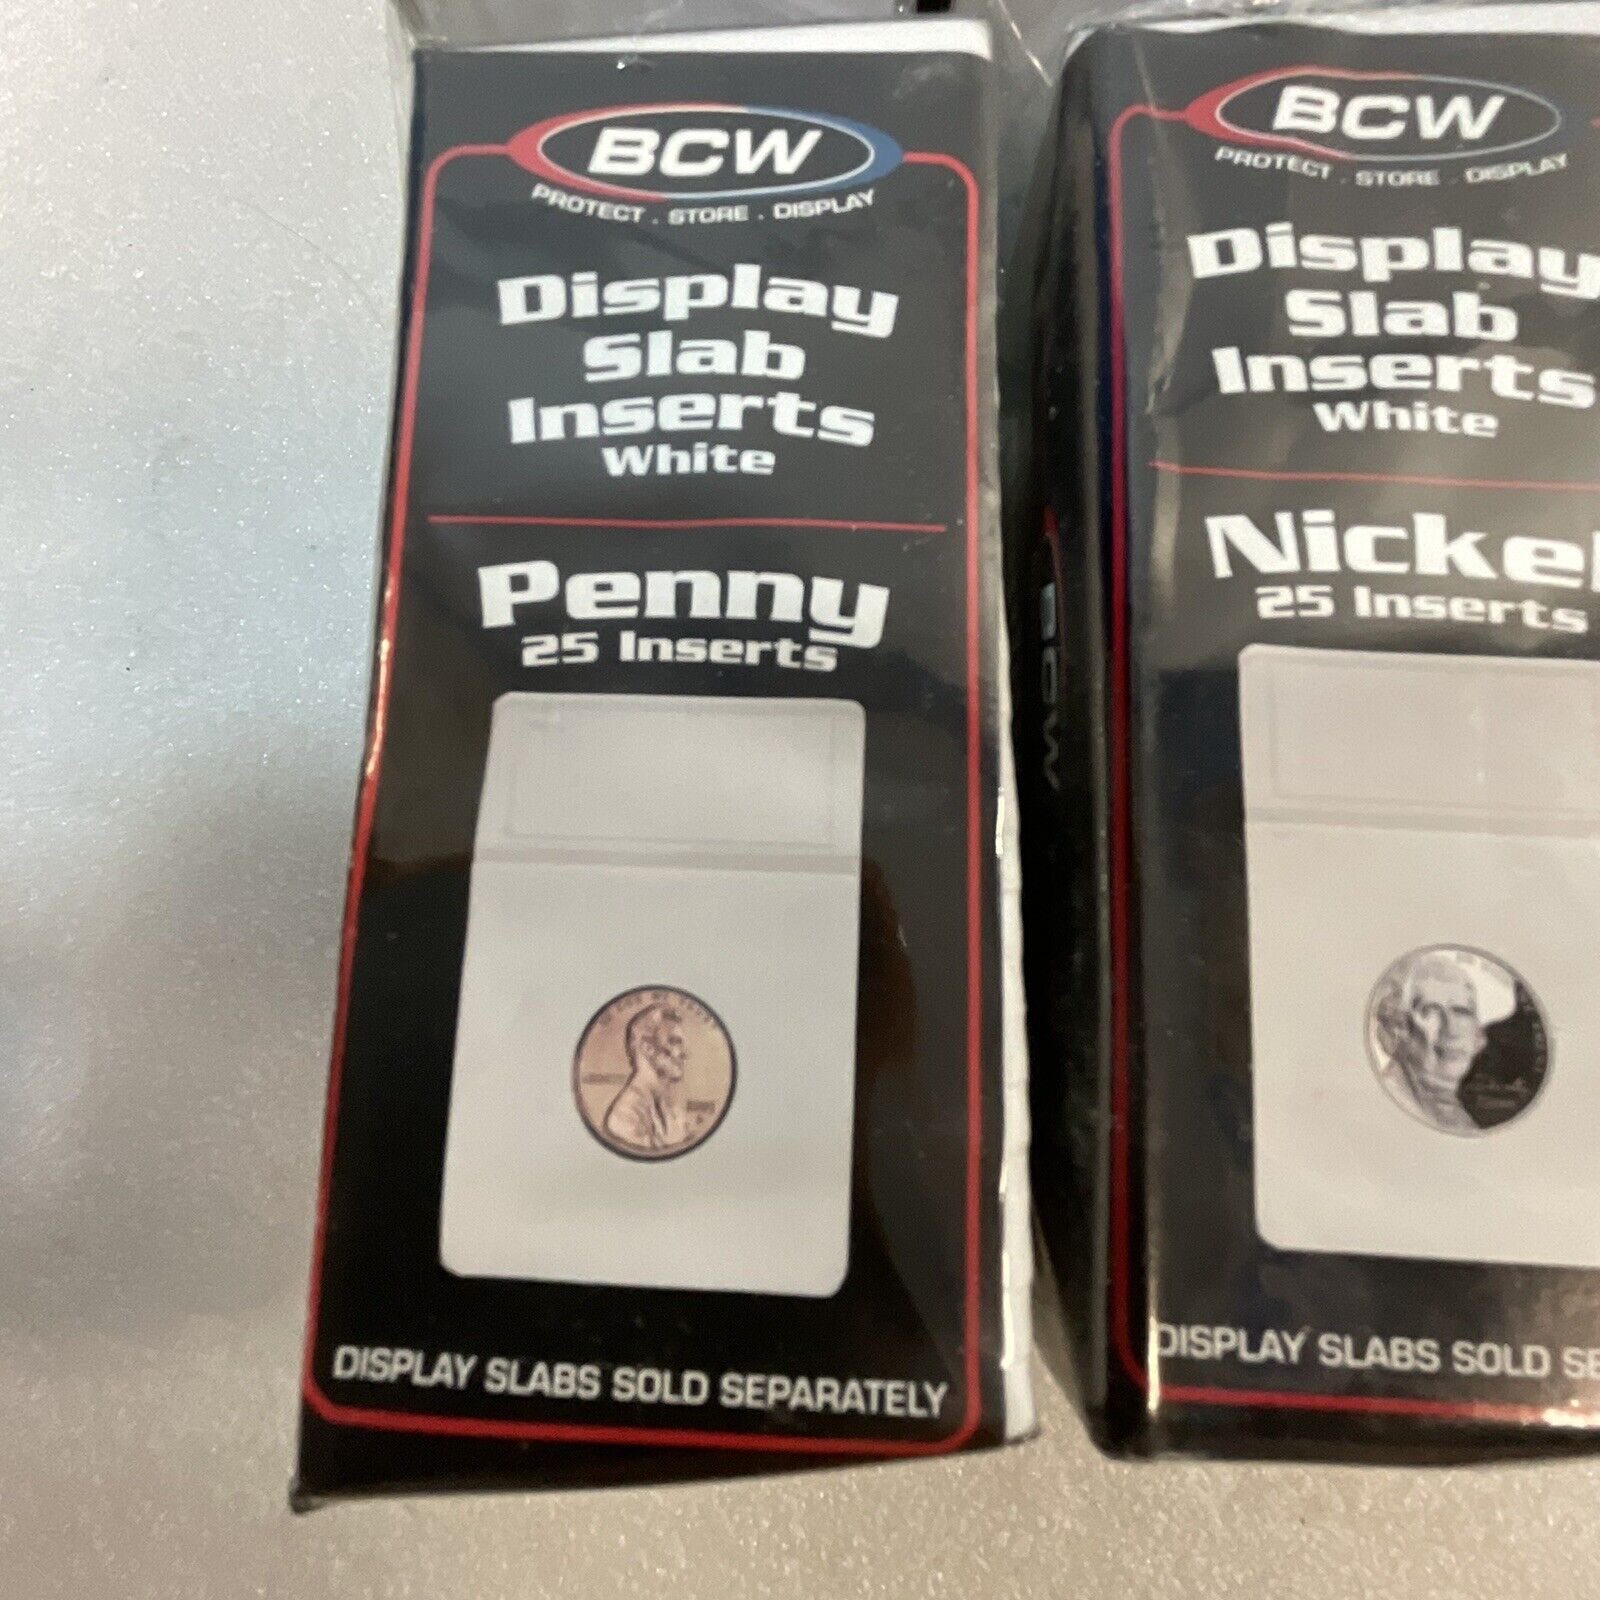 BCW
PROTECT . STORE . DISPLAY
Display
Slab
Inserts
White
Penny
25 Inserts
DISPLAY SLABS SOLD SEPARATELY
BCW
BCW
PROTECT . STORE . DISPLAY
Display
Slab
Inserts
White
Nickel
25 Inserts
DISPLAY SLABS SOLD SE